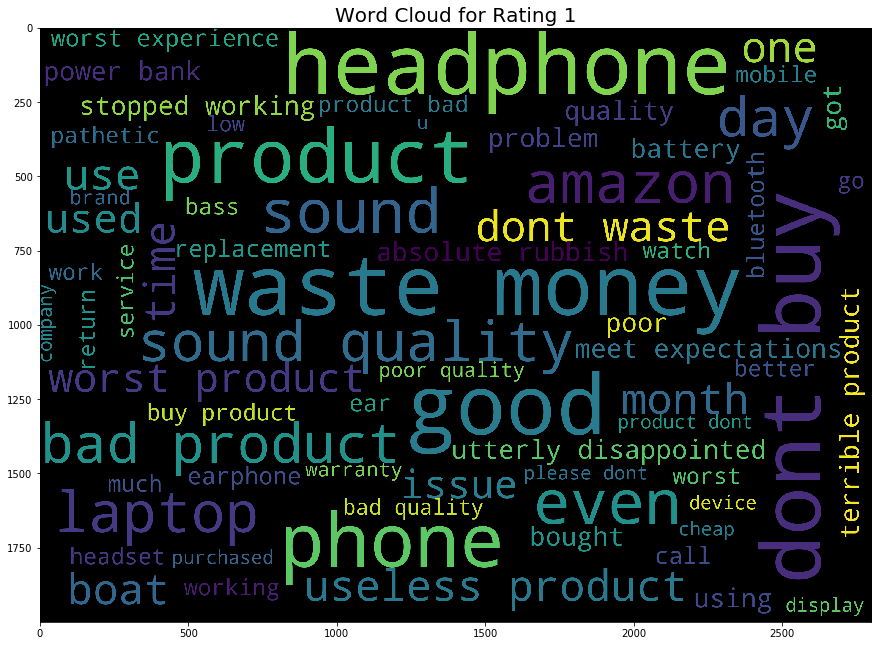 Word Cloud for Rating 1
0
250
500
750
1000
1250
1500
1750
0
500
1000
1500
2000
2500
worst experience
headphone
one
power bank
mobile
stopped working
product bad
quality
day
got
pathetic
low
u
problem
battery
product
use
amazon
bluetooth
go
brand
bass
sound
used
dont waste
buy
time
replacement
absolute rubbish
watch
work
service
waste money
company
return
sound quality
poor
meet expectations
terrible product
worst product
poor quality
better
good
month
buy product
ear
product dont
dont
bad product
utterly disappointed
much
earphone
warranty
issue
please dont
worst
laptop
bad quality
even
device
phone
bought
cheap
headset
purchased
call
boat
working
useless product
using
display